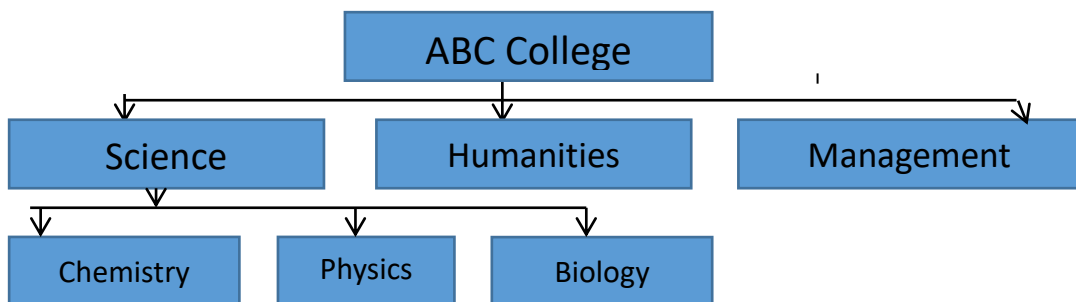 ABC College
Science
Humanities
Management
Chemistry
Physics
Biology